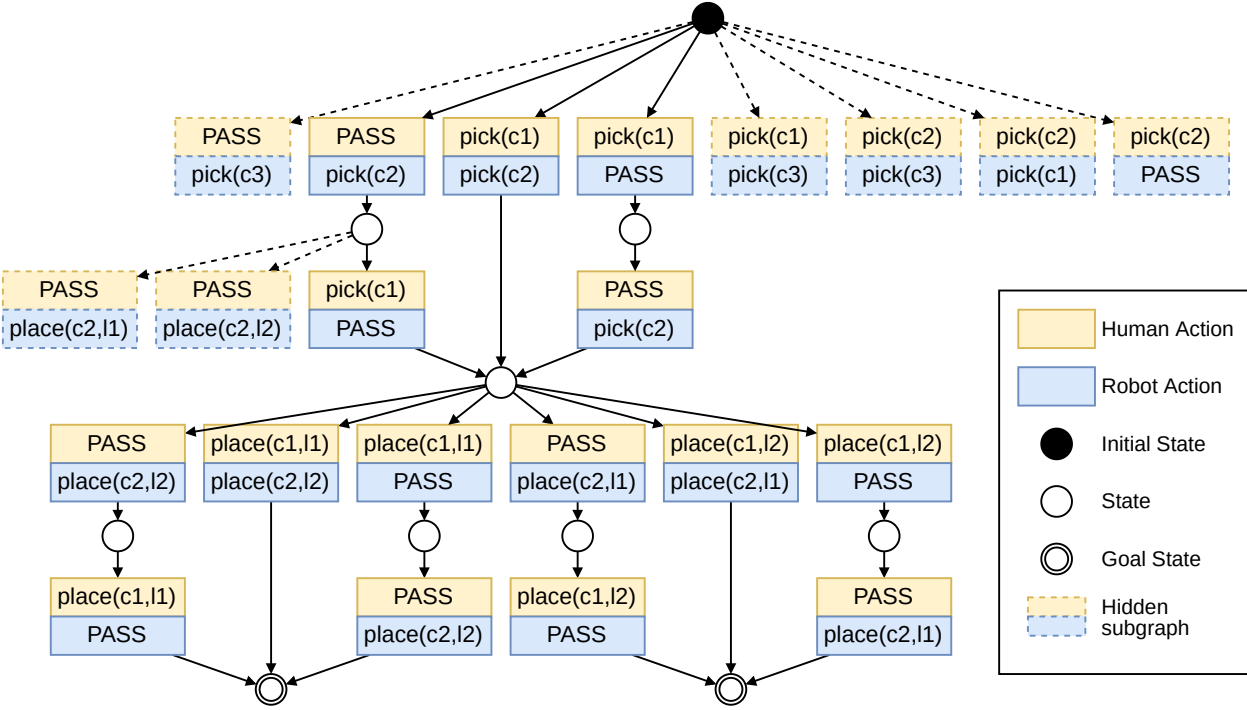 PASS
pick(c3)
PASS
pick(c2)
pick(c1)
pick(c2)
pick(c1)
PASS
pick(c1)
pick(c3)
pick(c2)
pick(c3)
pick(c2)
pick(c1)
pick(c2)
PASS
PASS
place(c2,l1)
PASS
place(c2,l2)
pick(c1)
PASS
PASS
pick(c2)
PASS
place(c2,l2)
place(c1,l1)
place(c2,l2)
place(c1,l1)
PASS
PASS
place(c2,l1)
place(c1,l2)
place(c2,l1)
place(c1,l2)
PASS
place(c1,l1)
PASS
PASS
place(c2,l2)
place(c1,l2)
PASS
PASS
place(c2,l1)
Human Action
Robot Action
Initial State
State
Goal State
Hidden
subgraph